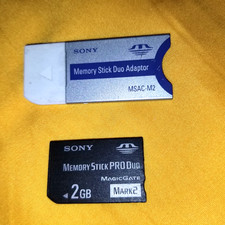 SONY
Memory Stick Duo Adaptor
MSAC-M2
SONY
MEMORY STICK PRO DUO
MAGICGATE
2GB
MARK2